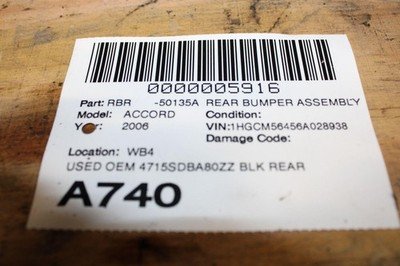 0000005916
Part: RBR -50135A REAR BUMPER ASSEMBLY
Model: ACCORD Condition:
Year: 2006 VIN:1HGCM56456A028938
Damage Code:
Location: WB4
USED OEM 4715SDBA80ZZ BLK REAR
A740